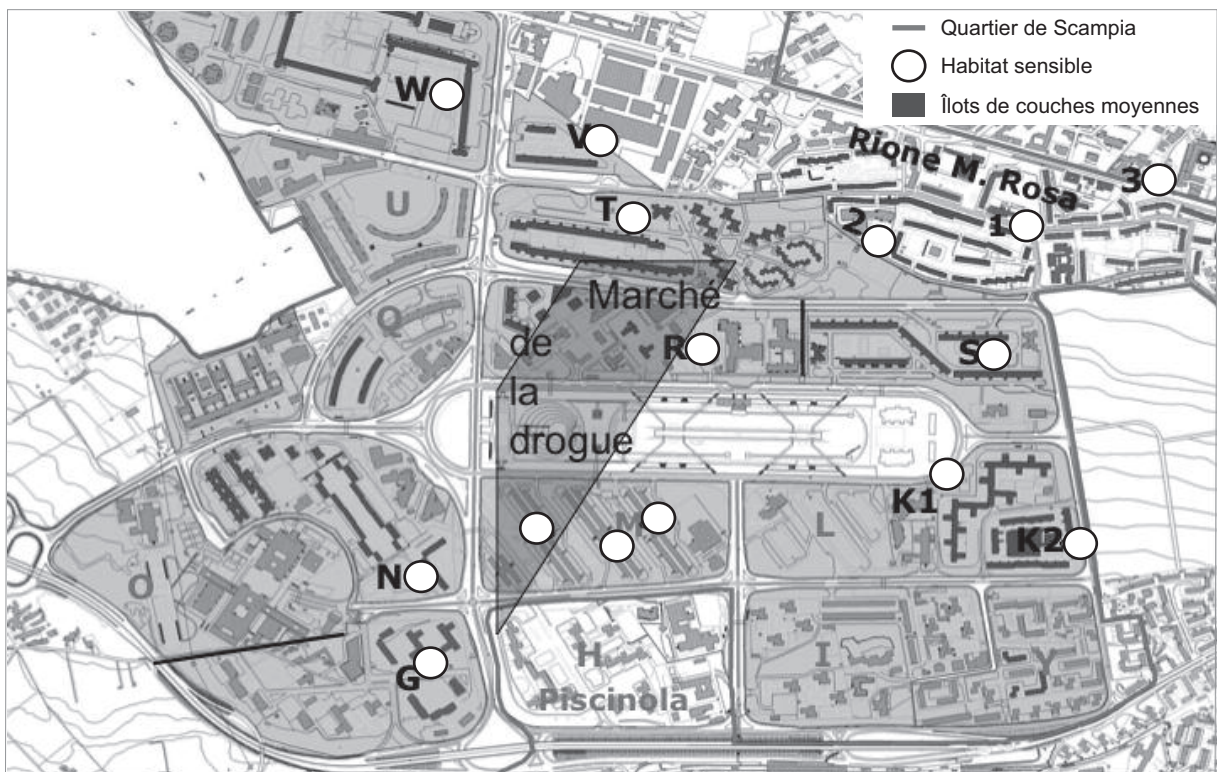 Quartier de Scampia
Habitat sensible
Îlots de couches moyennes
W
V
Rione M. Rosa
3
U
T
2
1
Marché
de
la
drogue
Q
R
S
K1
M
L
K2
N
O
G
H
I
Y
Piscinola